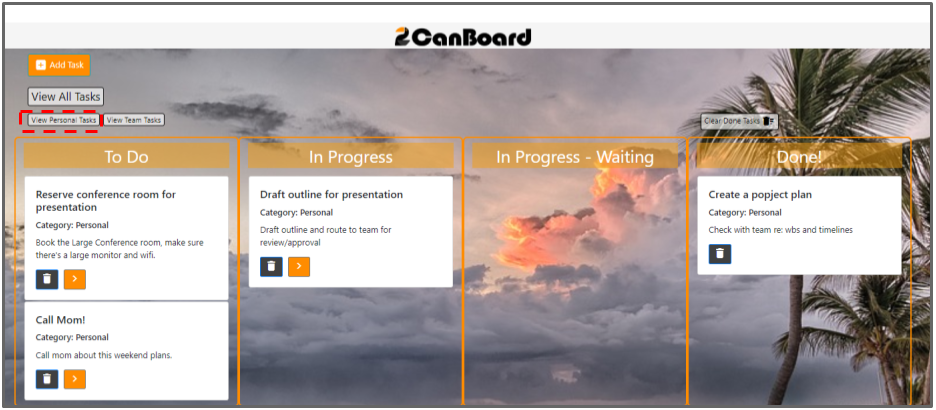 2CanBoard
Add Task
View All Tasks
View Personal Tasks
View Team Tasks
Clear Done Tasks
To Do
Reserve conference room for
presentation
Category: Personal
Book the Large Conference room, make sure
there's a large monitor and wifi.
Call Mom!
Category: Personal
Call mom about this weekend plans.
In Progress
Draft outline for presentation
Category: Personal
Draft outline and route to team for
review/approval
In Progress - Waiting
Done!
Create a popject plan
Category: Personal
Check with team re: wbs and timelines